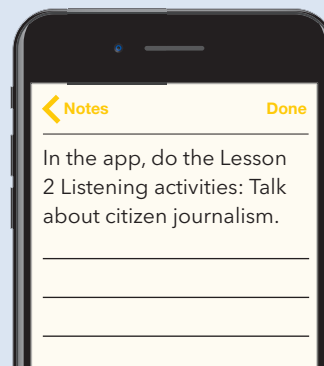 Notes
Done
In the app, do the Lesson
2 Listening activities: Talk
about citizen journalism.